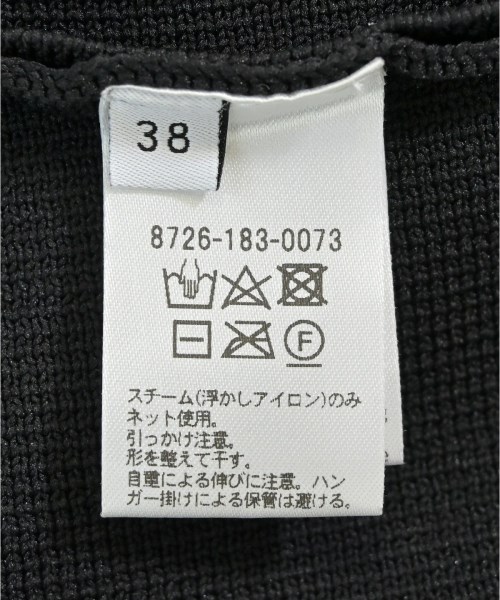 38
8726-183-0073
F
スチーム(浮かしアイロン)のみ
ネット使用。
引っかけ注意。
形を整えて干す。
自重による伸びに注意。ハン
ガー掛けによる保管は避ける。